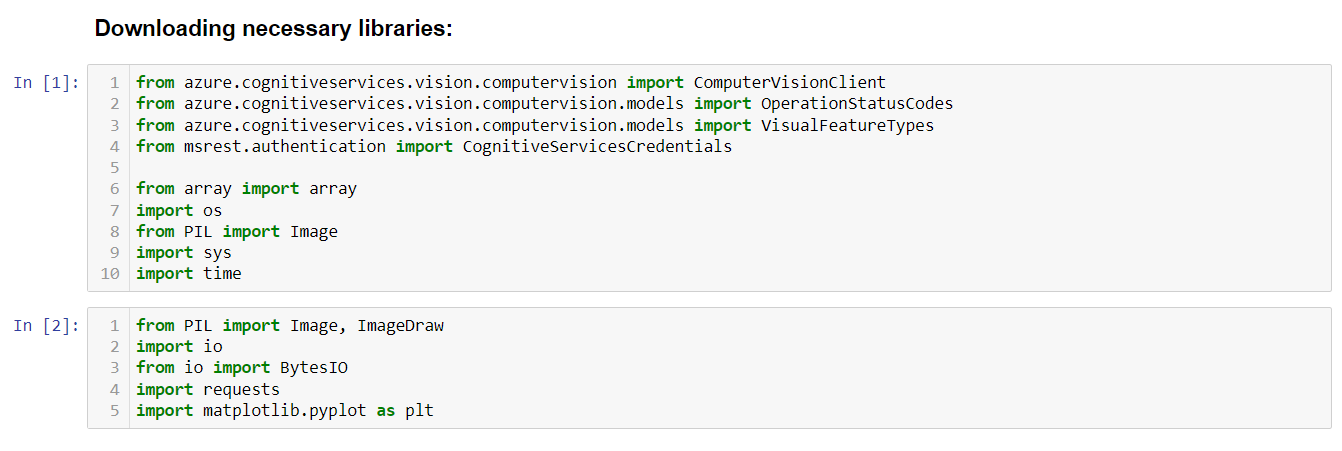 Downloading necessary libraries:
In [1]:
1 from azure.cognitiveservices.vision.computervision import ComputerVisionClient
2 from azure.cognitiveservices.vision.computervision.models import OperationStatusCodes
3 from azure.cognitiveservices.vision.computervision.models import VisualFeatureTypes
4 from msrest.authentication import CognitiveServicesCredentials
5
6 from array import array
7 import os
8 from PIL import Image
9 import sys
10 import time
In [2]:
1 from PIL import Image, ImageDraw
2 import io
3 from io import BytesIO
4 import requests
5 import matplotlib.pyplot as plt